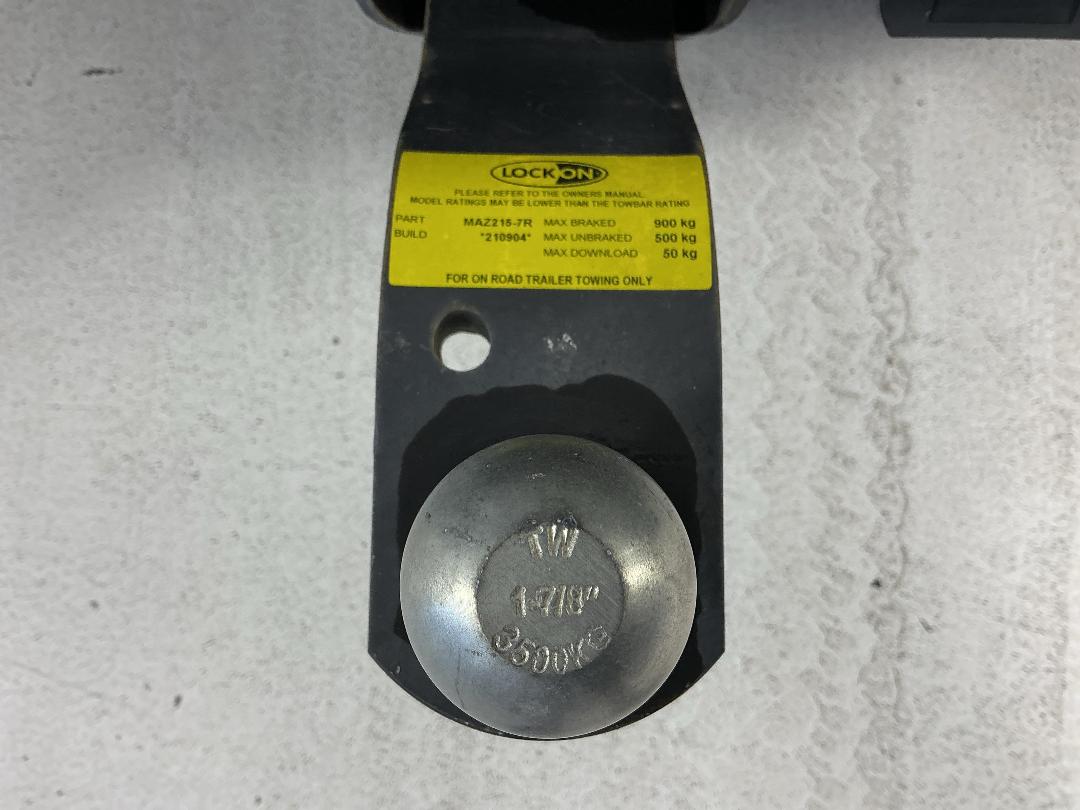 LOCKON
PLEASE REFER TO THE OWNERS MANUAL.
MODEL RATINGS MAY BE LOWER THAN THE TOWBAR RATING
PART MAZ215-7R MAX BRAKED 900 kg
BUILD *210904* MAX UNBRAKED 500 kg
MAX DOWNLOAD 50 kg
FOR ON ROAD TRAILER TOWING ONLY
TW
1-7/8"
3500KG